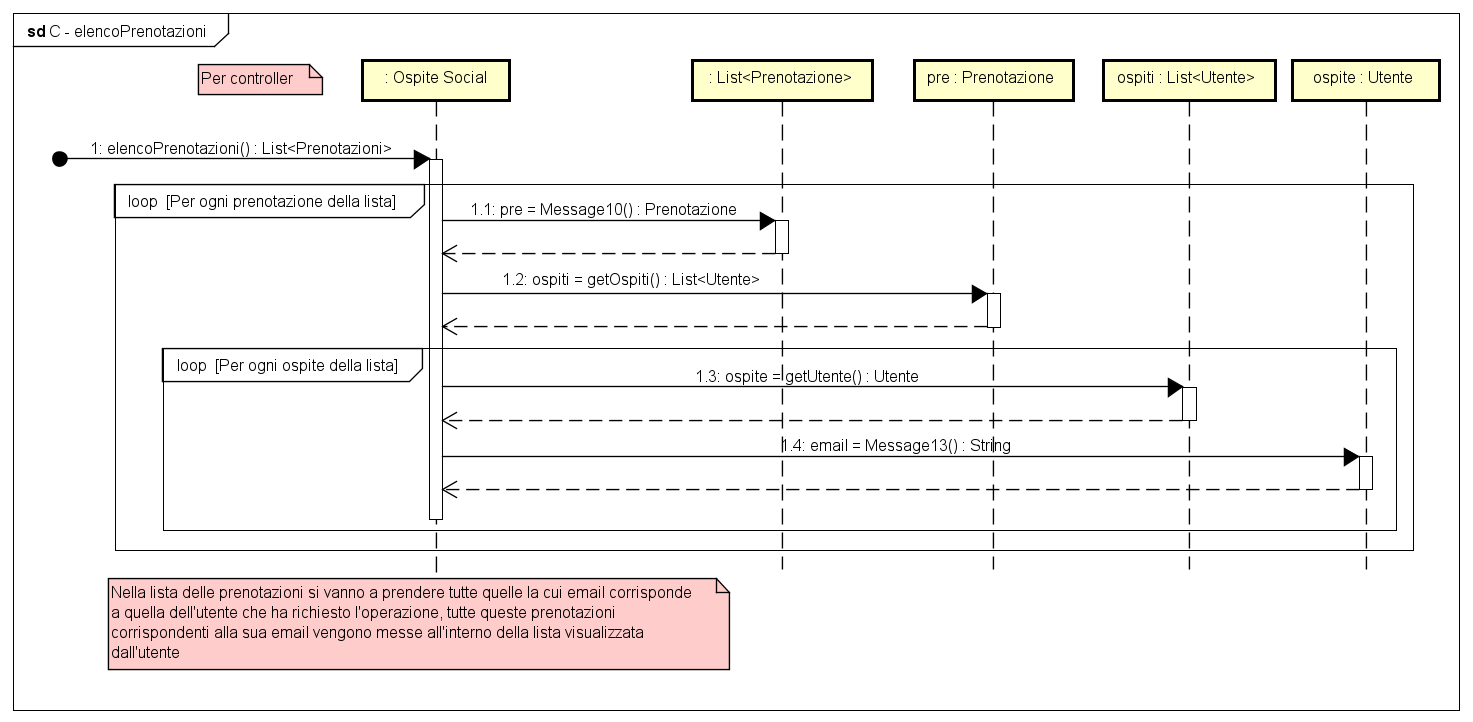 sd C - elencoPrenotazioni
Per controller
: Ospite Social
: List<Prenotazione>
pre : Prenotazione
ospiti : List<Utente>
ospite : Utente
1: elencoPrenotazioni() : List<Prenotazioni>
loop [Per ogni prenotazione della lista]
1.1: pre = Message10() : Prenotazione
1.2: ospiti = getOspiti() : List<Utente>
loop [Per ogni ospite della lista]
1.3: ospite = getUtente() : Utente
1.4: email = Message13() : String
Nella lista delle prenotazioni si vanno a prendere tutte quelle la cui email corrisponde
a quella dell'utente che ha richiesto l'operazione, tutte queste prenotazioni
corrispondenti alla sua email vengono messe all'interno della lista visualizzata
dall'utente